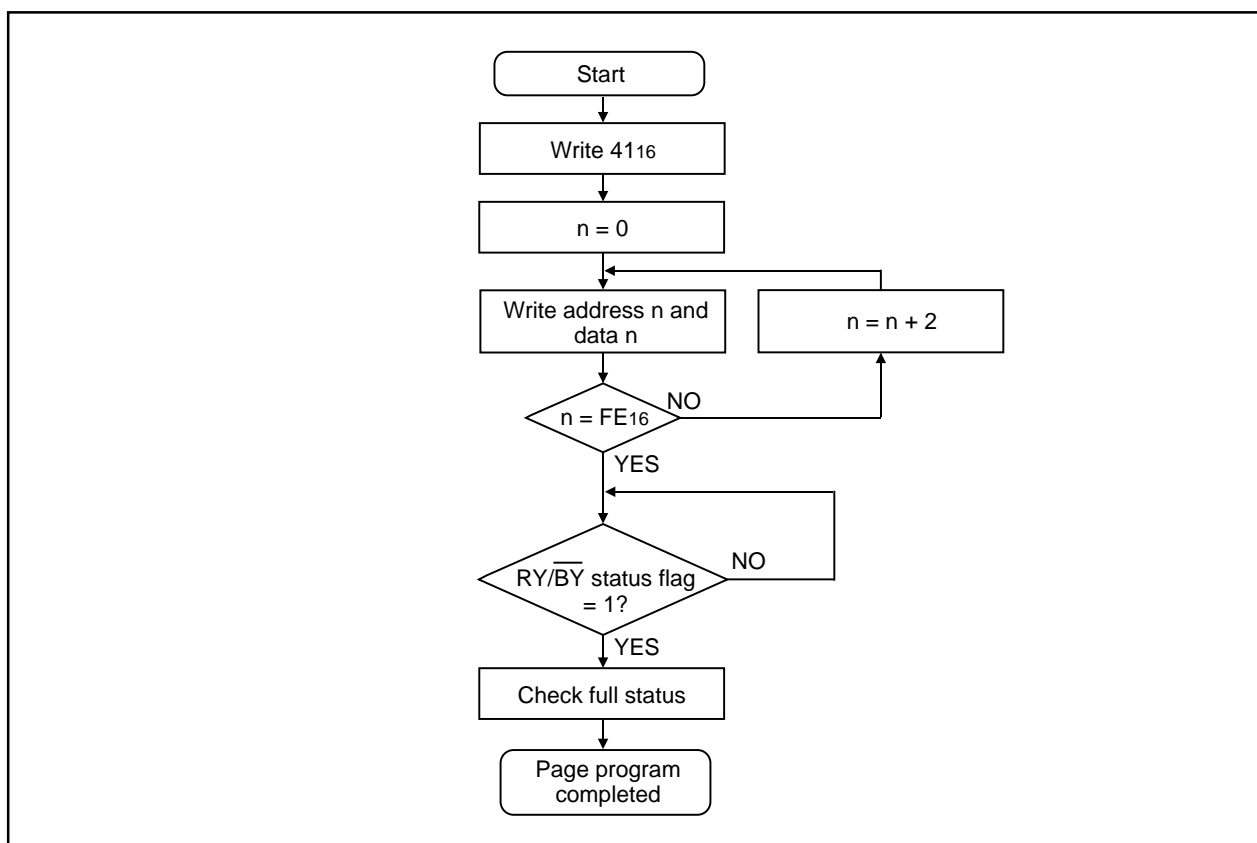 Start
Write 4116
n = 0
Write address n and
data n
n = n + 2
n = FE16
NO
YES
RY/B̅Y̅ status flag
= 1?
NO
YES
Check full status
Page program
completed